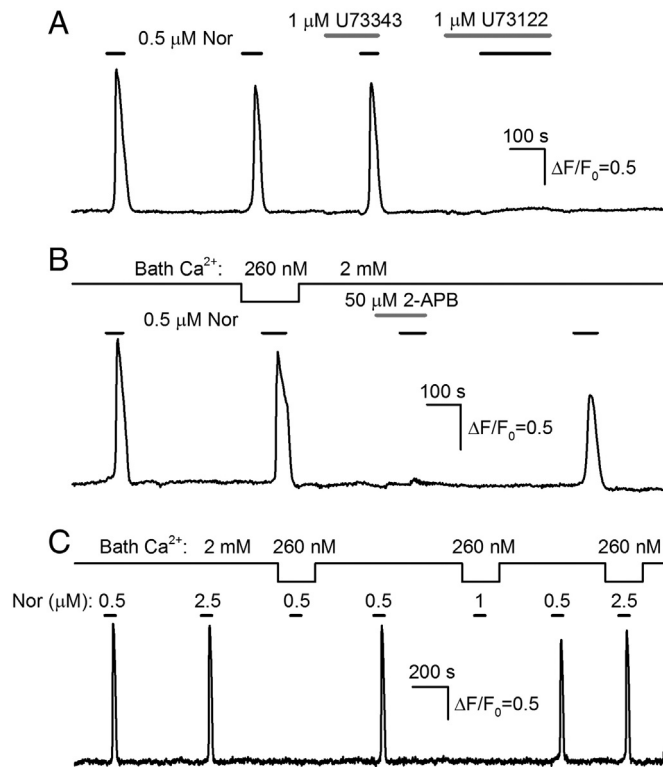 A
1 μM U73343 1 μM U73122
0.5 μM Nor
100 s
ΔF/F₀=0.5
B
Bath Ca²⁺: 260 nM 2 mM
50 μM 2-APB
0.5 μM Nor
100 s
ΔF/F₀=0.5
C
Bath Ca²⁺: 2 mM 260 nM 260 nM 260 nM
Nor (μM): 0.5 2.5 0.5 0.5 1 0.5 2.5
200 s
ΔF/F₀=0.5